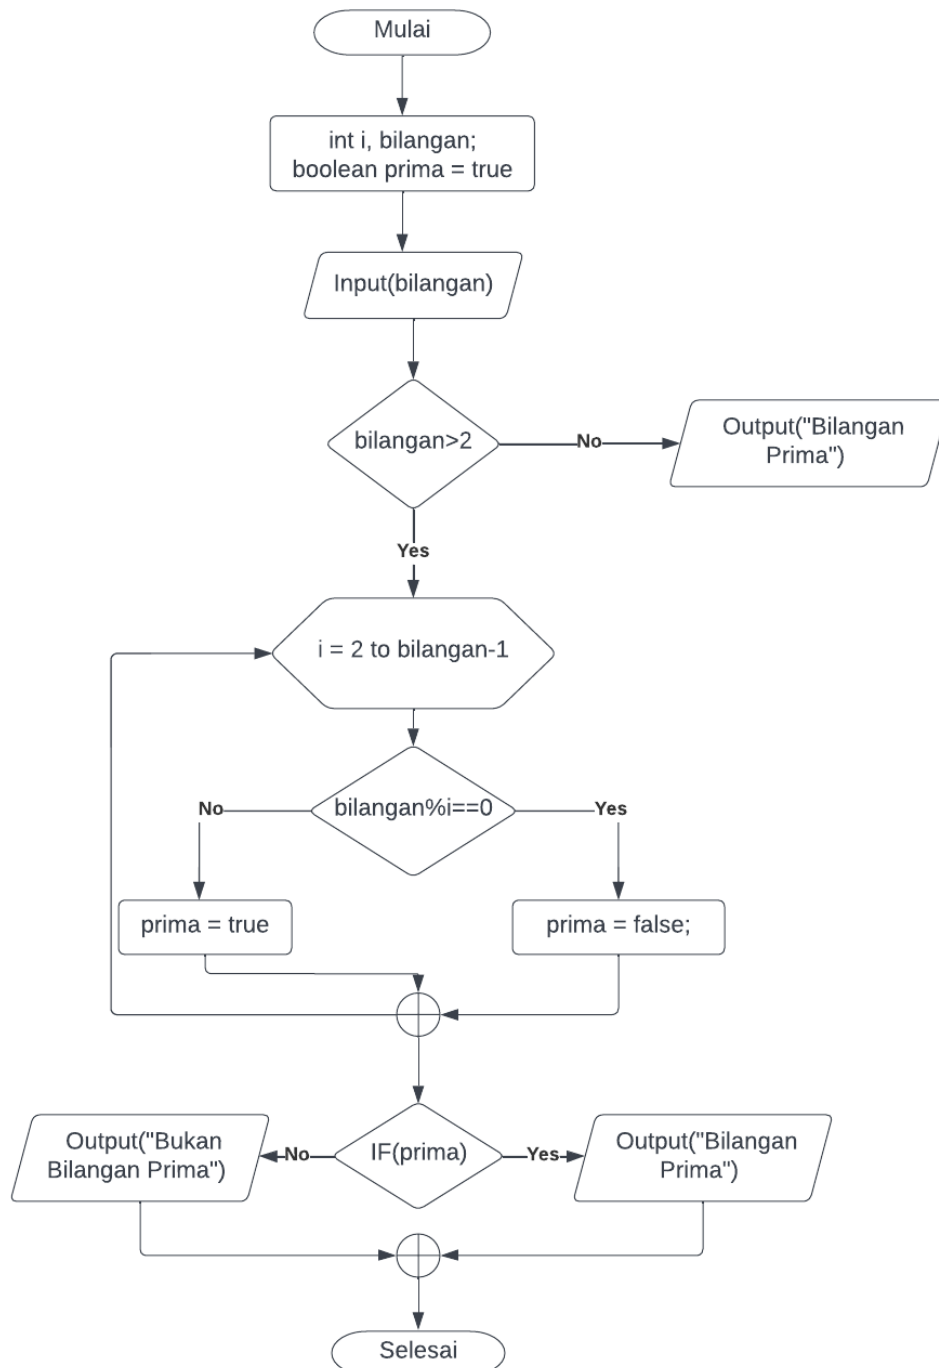 Mulai
int i, bilangan;
boolean prima = true
Input(bilangan)
bilangan>2
No
Output("Bilangan
Prima")
Yes
i = 2 to bilangan-1
bilangan%i==0
No
Yes
prima = true
prima = false;
Output("Bukan
Bilangan Prima")
No
IF(prima)
Yes
Output("Bilangan
Prima")
Selesai